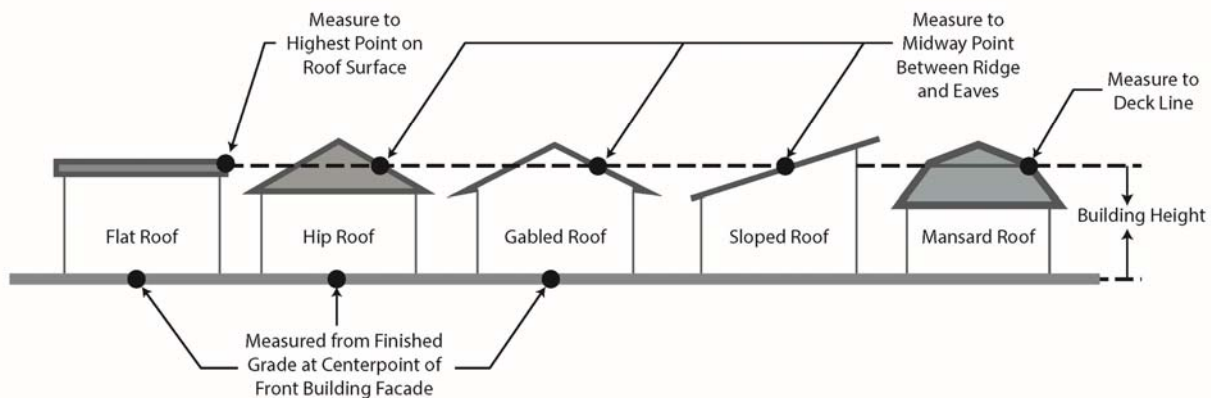 Measure to
Highest Point on
Roof Surface
Measure to
Midway Point
Between Ridge
and Eaves
Measure to
Deck Line
Building Height
Flat Roof
Hip Roof
Gabled Roof
Sloped Roof
Mansard Roof
Measured from Finished
Grade at Centerpoint of
Front Building Facade